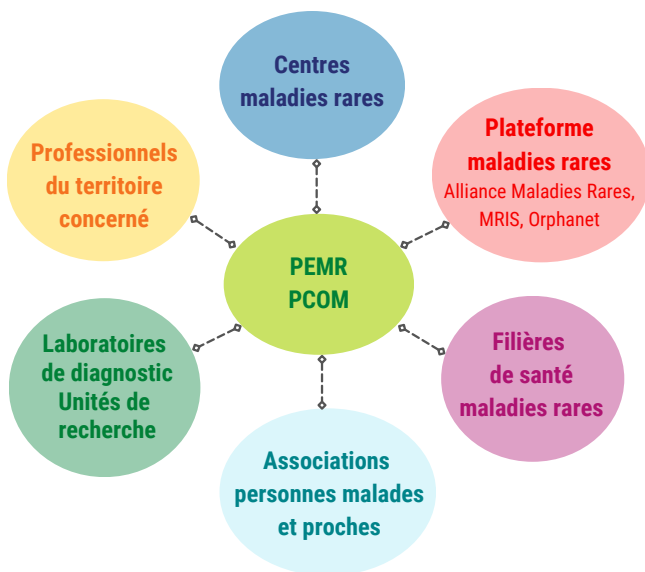 Centres
maladies rares
Professionnels
du territoire
concerné
Plateforme
maladies rares
Alliance Maladies Rares,
MRIS, Orphanet
PEMR
PCOM
Laboratoires
de diagnostic
Unités de
recherche
Filières
de santé
maladies rares
Associations
personnes malades
et proches